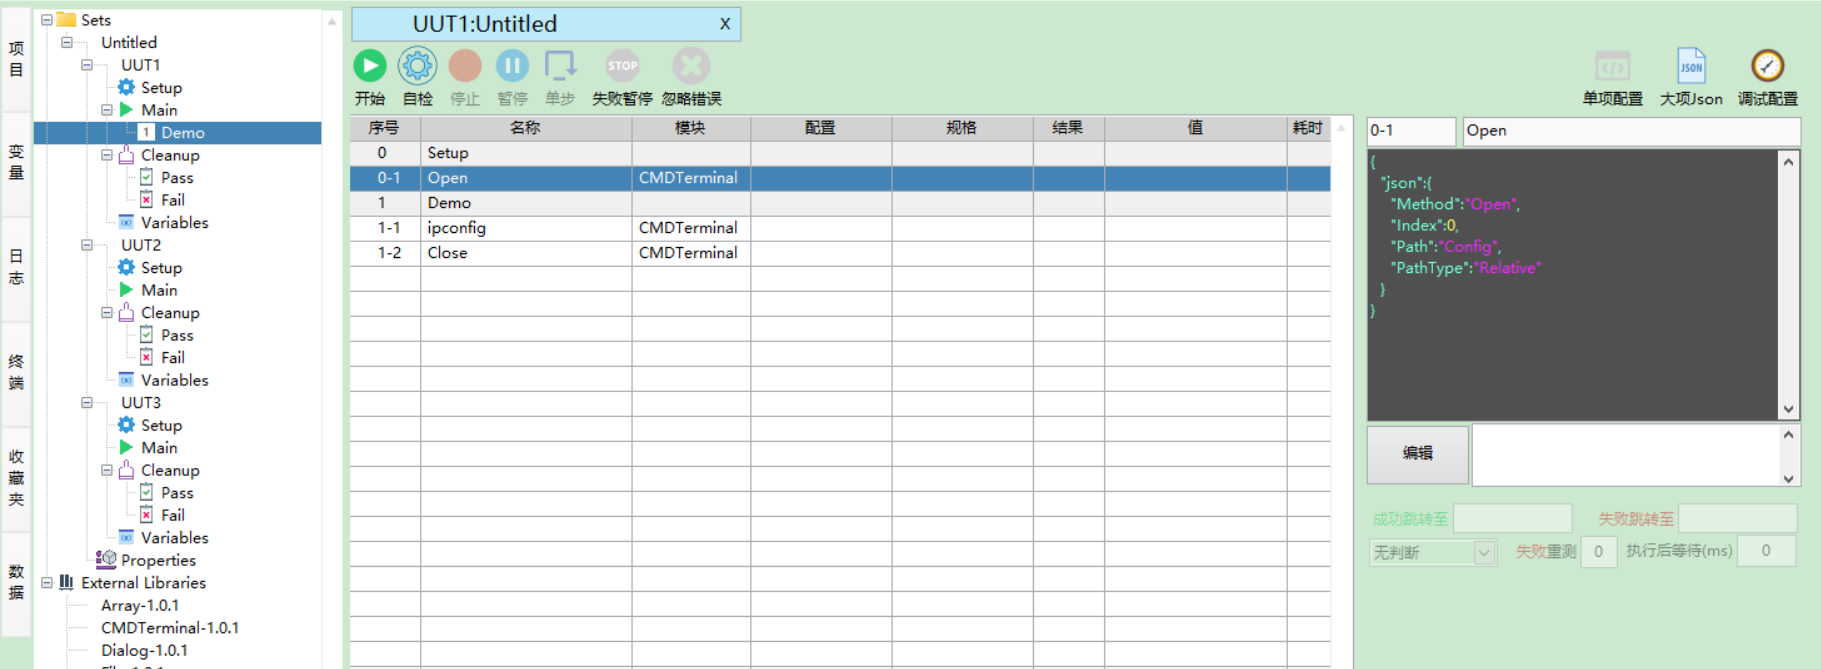 项目
变量
日志
终端
收藏夹
数据
Sets
Untitled
UUT1
Setup
Main
1 Demo
Cleanup
Pass
Fail
Variables
UUT2
Setup
Main
Cleanup
Pass
Fail
Variables
UUT3
Setup
Main
Cleanup
Pass
Fail
Variables
Properties
External Libraries
Array-1.0.1
CMDTerminal-1.0.1
Dialog-1.0.1
UUT1:Untitled X
STOP
开始 自检 停止 暂停 单步 失败暂停 忽略错误
JSON
单项配置 大项Json 调试配置
序号 名称 模块 配置 规格 结果 值 耗时
0 Setup
0-1 Open CMDTerminal
1 Demo
1-1 ipconfig CMDTerminal
1-2 Close CMDTerminal
0-1 Open
{
"json":{
"Method":"Open",
"Index":0,
"Path":"Config",
"PathType":"Relative"
}
}
编辑
成功跳转至 失败跳转至
无判断 失败重测 0 执行后等待(ms) 0